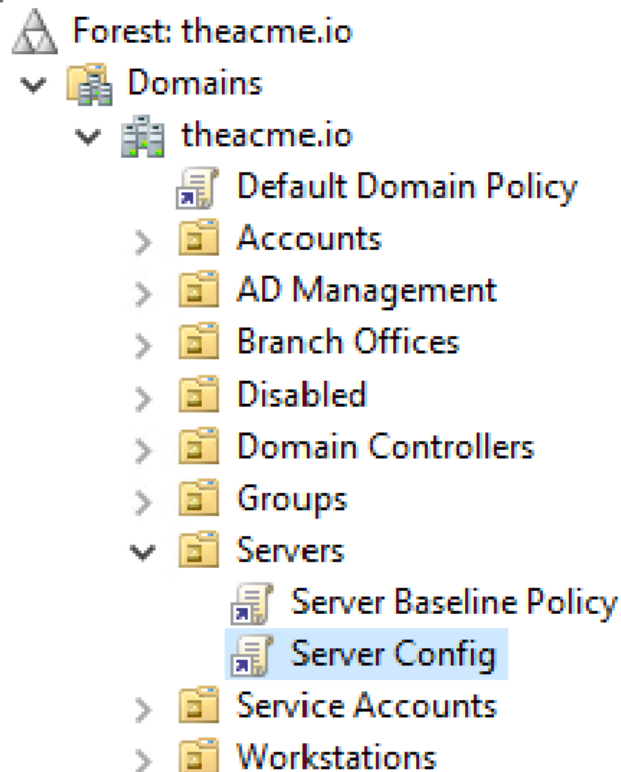 Forest: theacme.io
Domains
theacme.io
Default Domain Policy
Accounts
AD Management
Branch Offices
Disabled
Domain Controllers
Groups
Servers
Server Baseline Policy
Server Config
Service Accounts
Workstations